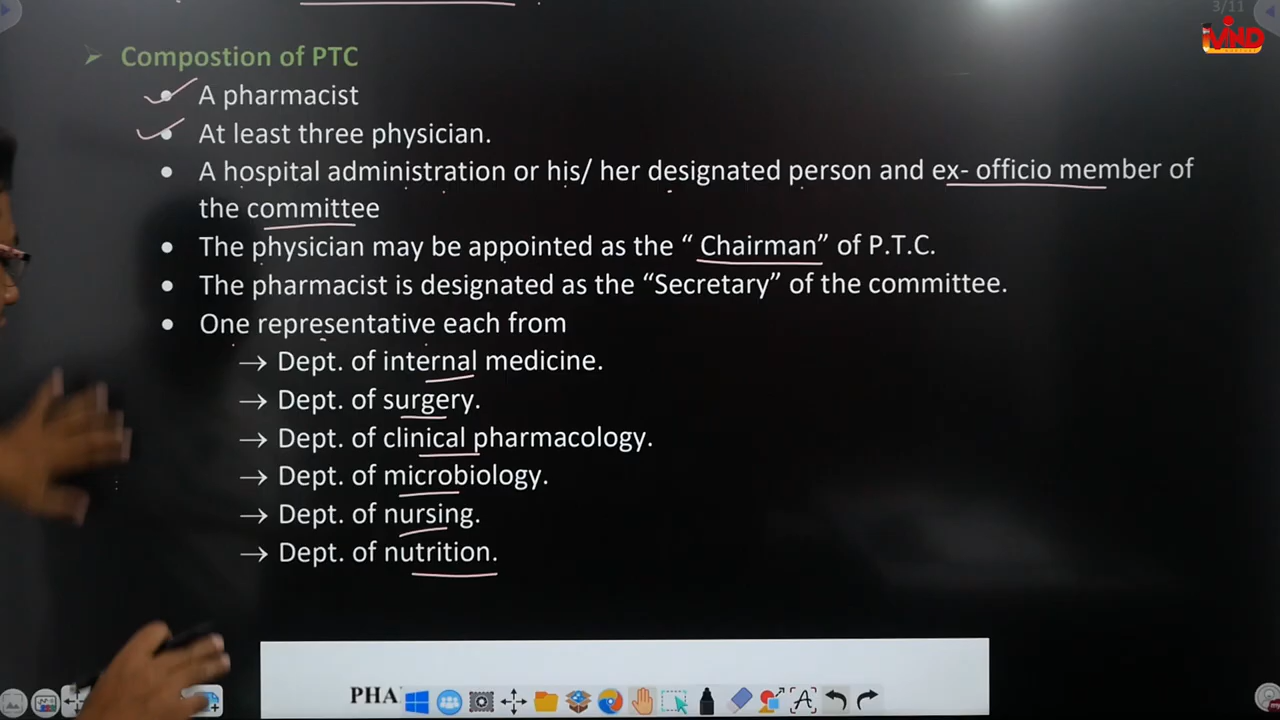 3/11
MIND
Compostion of PTC
A pharmacist
At least three physician.
A hospital administration or his/ her designated person and ex- officio member of
the committee
The physician may be appointed as the “ Chairman” of P.T.C.
The pharmacist is designated as the “Secretary” of the committee.
One representative each from
→ Dept. of internal medicine.
→ Dept. of surgery.
→ Dept. of clinical pharmacology.
→ Dept. of microbiology.
→ Dept. of nursing.
→ Dept. of nutrition.
PHA